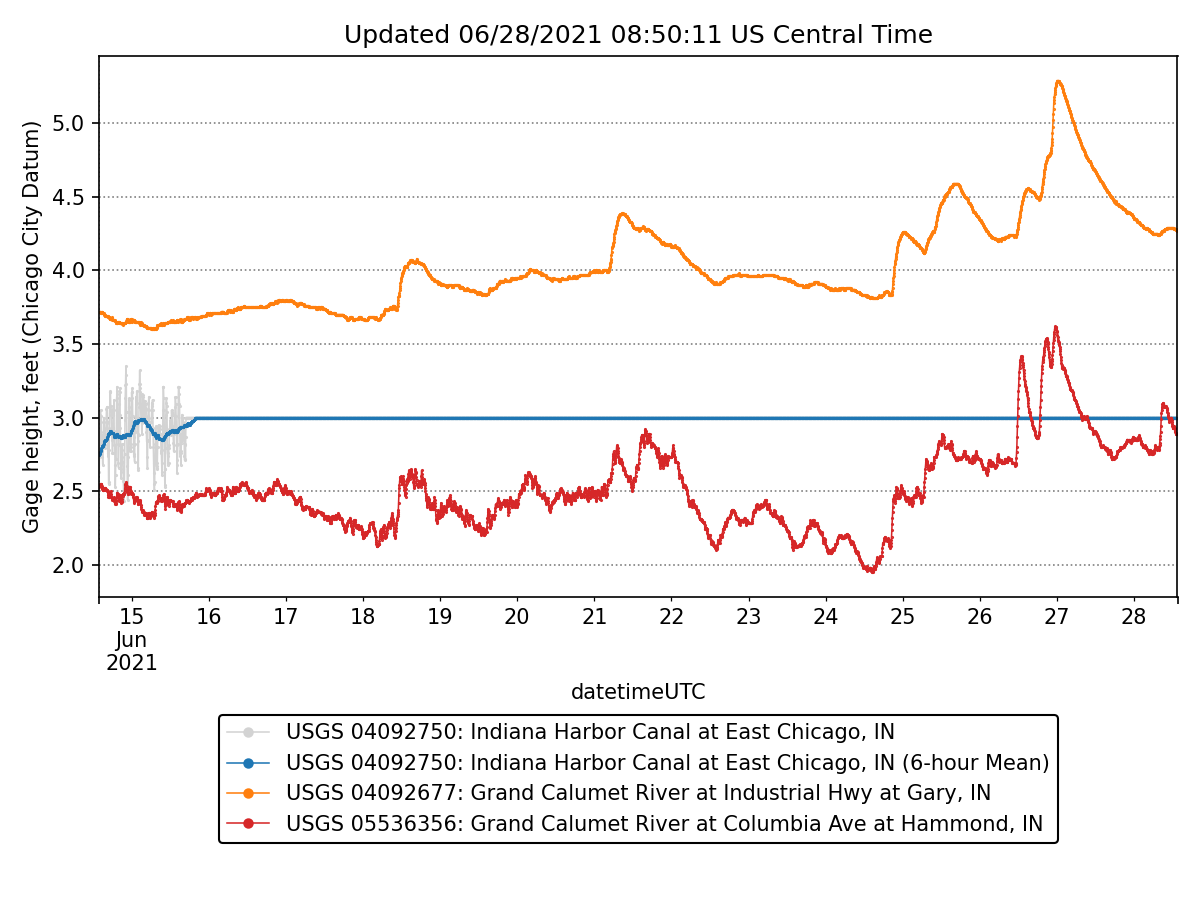 Updated 06/28/2021 08:50:11 US Central Time
Gage height, feet (Chicago City Datum)
5.0
4.5
4.0
3.5
3.0
2.5
2.0
15 16 17 18 19 20 21 22 23 24 25 26 27 28
Jun
2021
datetimeUTC
USGS 04092750: Indiana Harbor Canal at East Chicago, IN
USGS 04092750: Indiana Harbor Canal at East Chicago, IN (6-hour Mean)
USGS 04092677: Grand Calumet River at Industrial Hwy at Gary, IN
USGS 05536356: Grand Calumet River at Columbia Ave at Hammond, IN